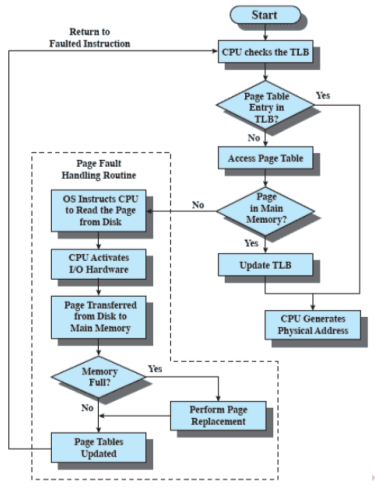 Start
Return to
Faulted Instruction
CPU checks the TLB
Page Table
Entry in
TLB?
Yes
No
Access Page Table
Page Fault
Handling Routine
Page
in Main
Memory?
No
Yes
OS Instructs CPU
to Read the Page
from Disk
CPU Activates
I/O Hardware
Update TLB
Page Transferred
from Disk to
Main Memory
CPU Generates
Physical Address
Memory
Full?
Yes
No
Perform Page
Replacement
Page Tables
Updated